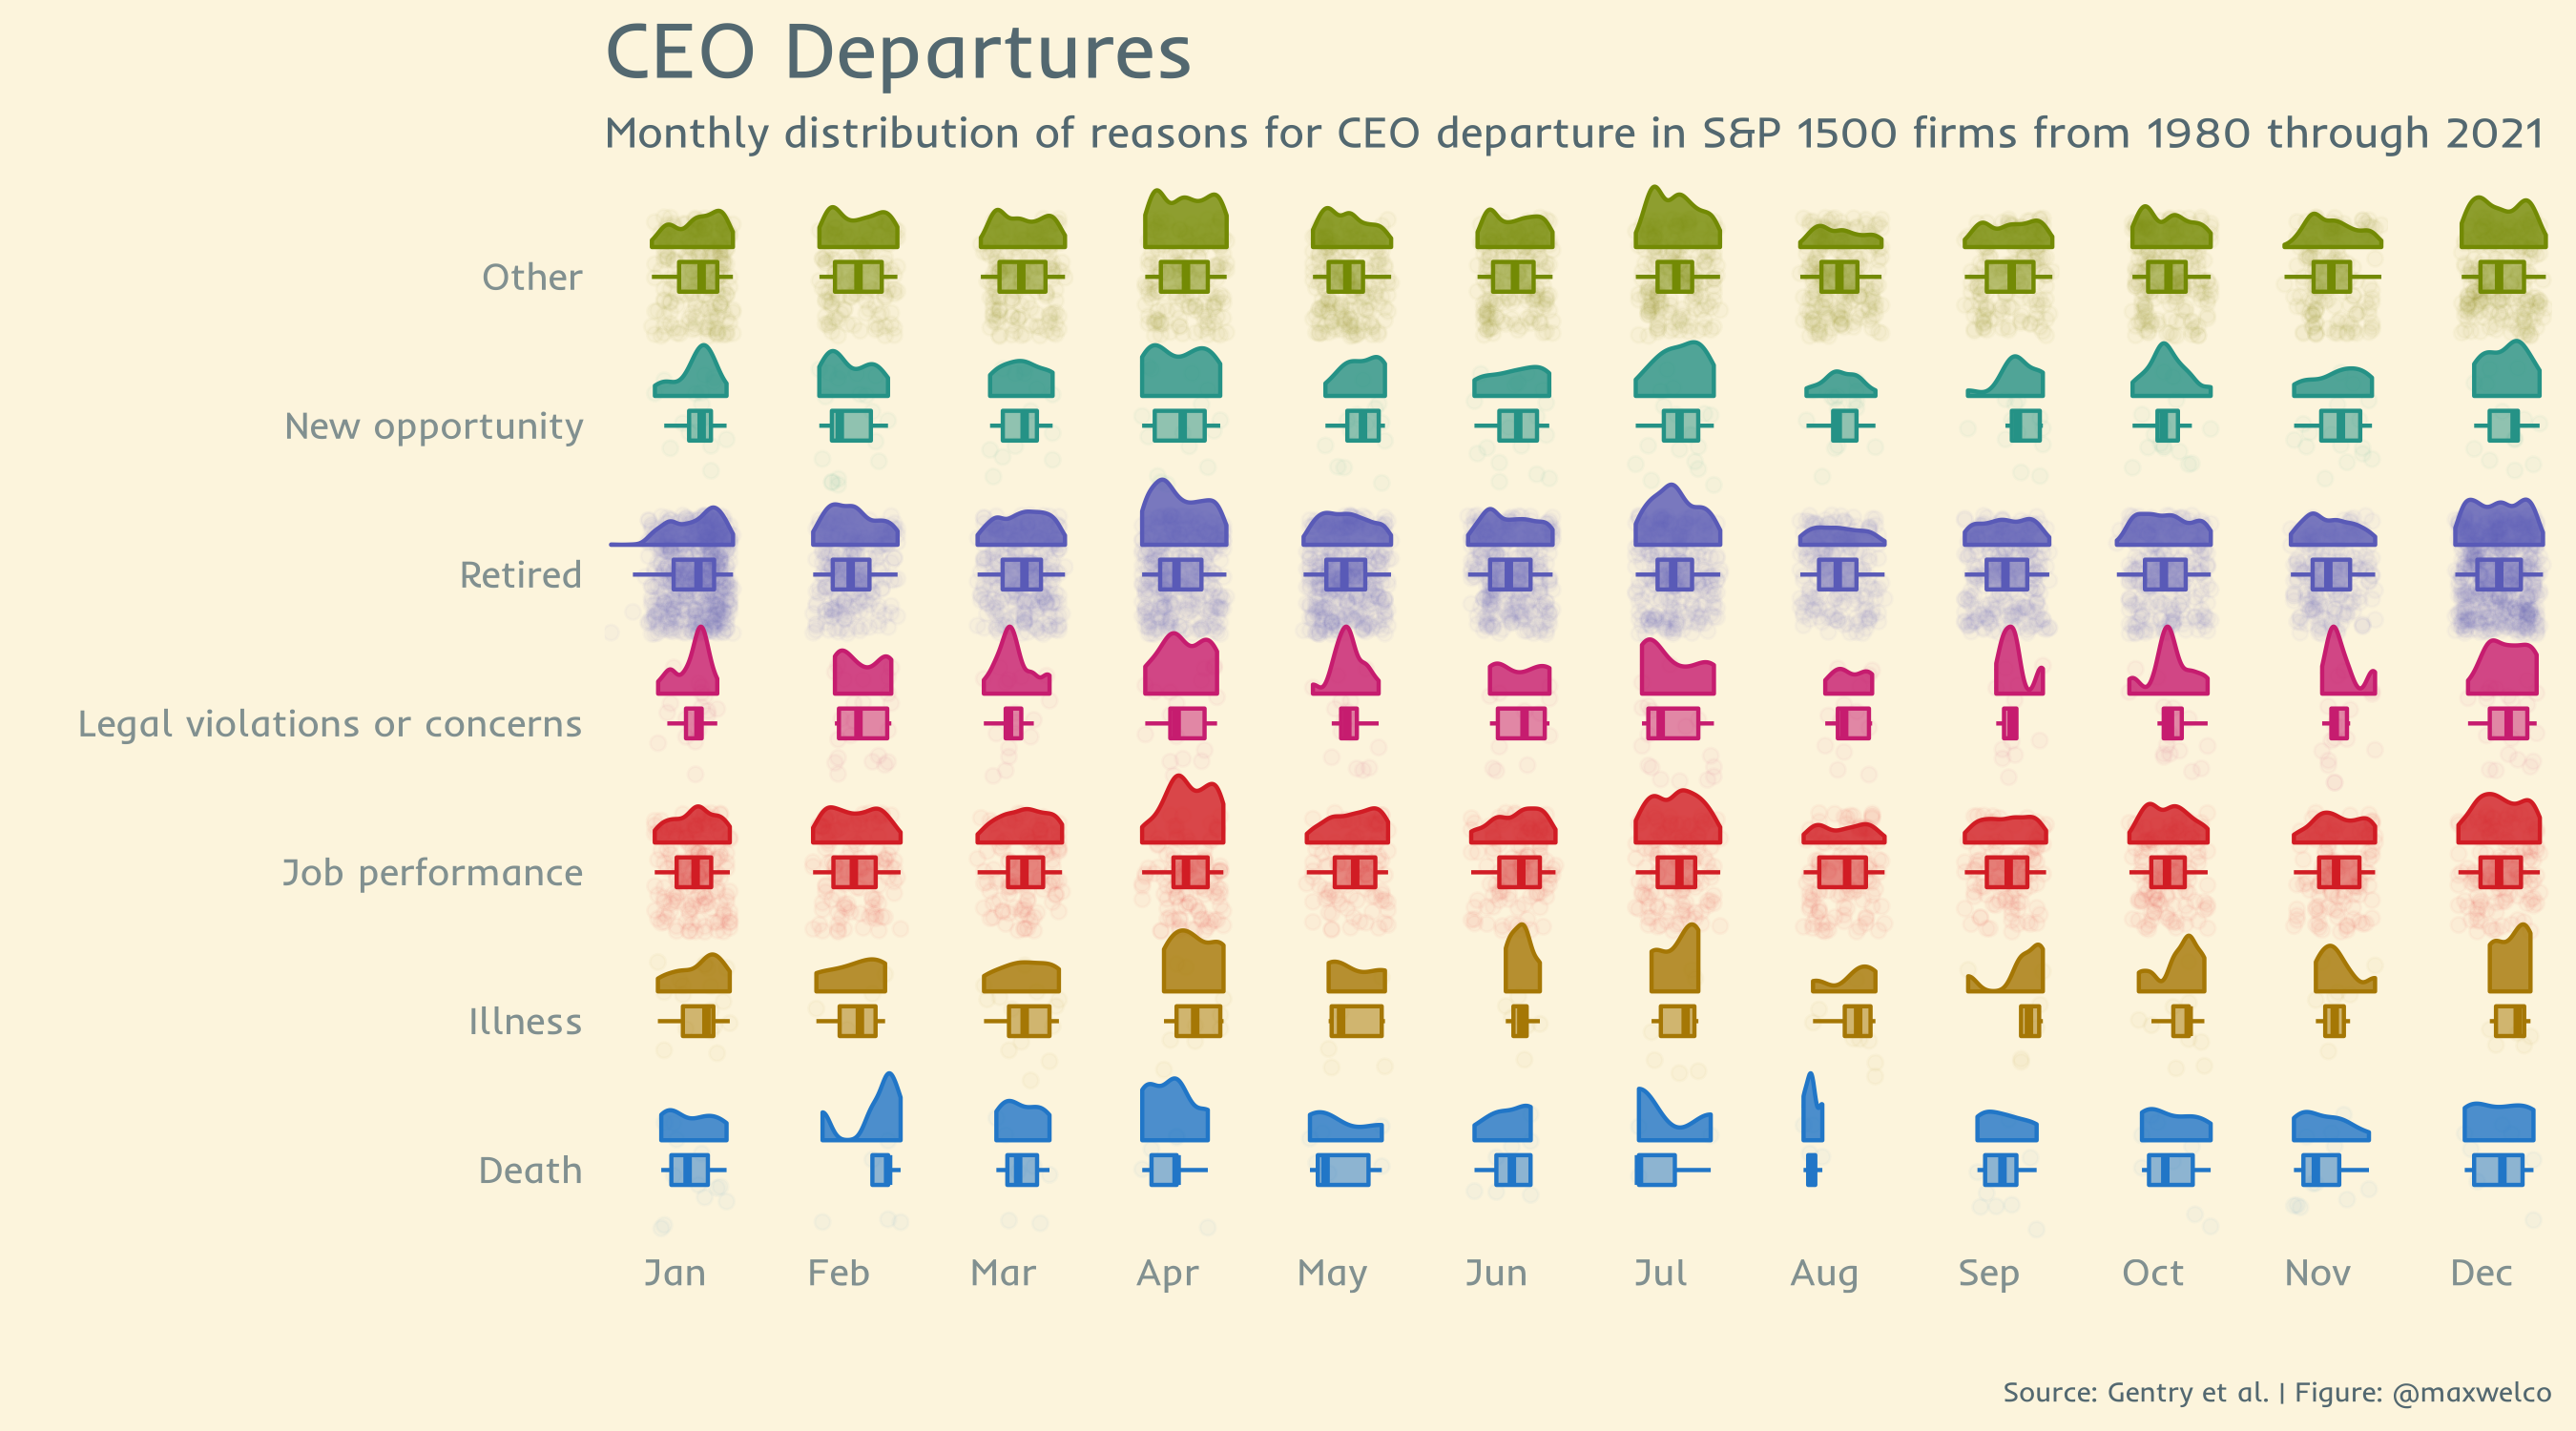 CEO Departures
Monthly distribution of reasons for CEO departure in S&P 1500 firms from 1980 through 2021
Other
New opportunity
Retired
Legal violations or concerns
Job performance
Illness
Death
Jan Feb Mar Apr May Jun Jul Aug Sep Oct Nov Dec
Source: Gentry et al. | Figure: @maxwelco